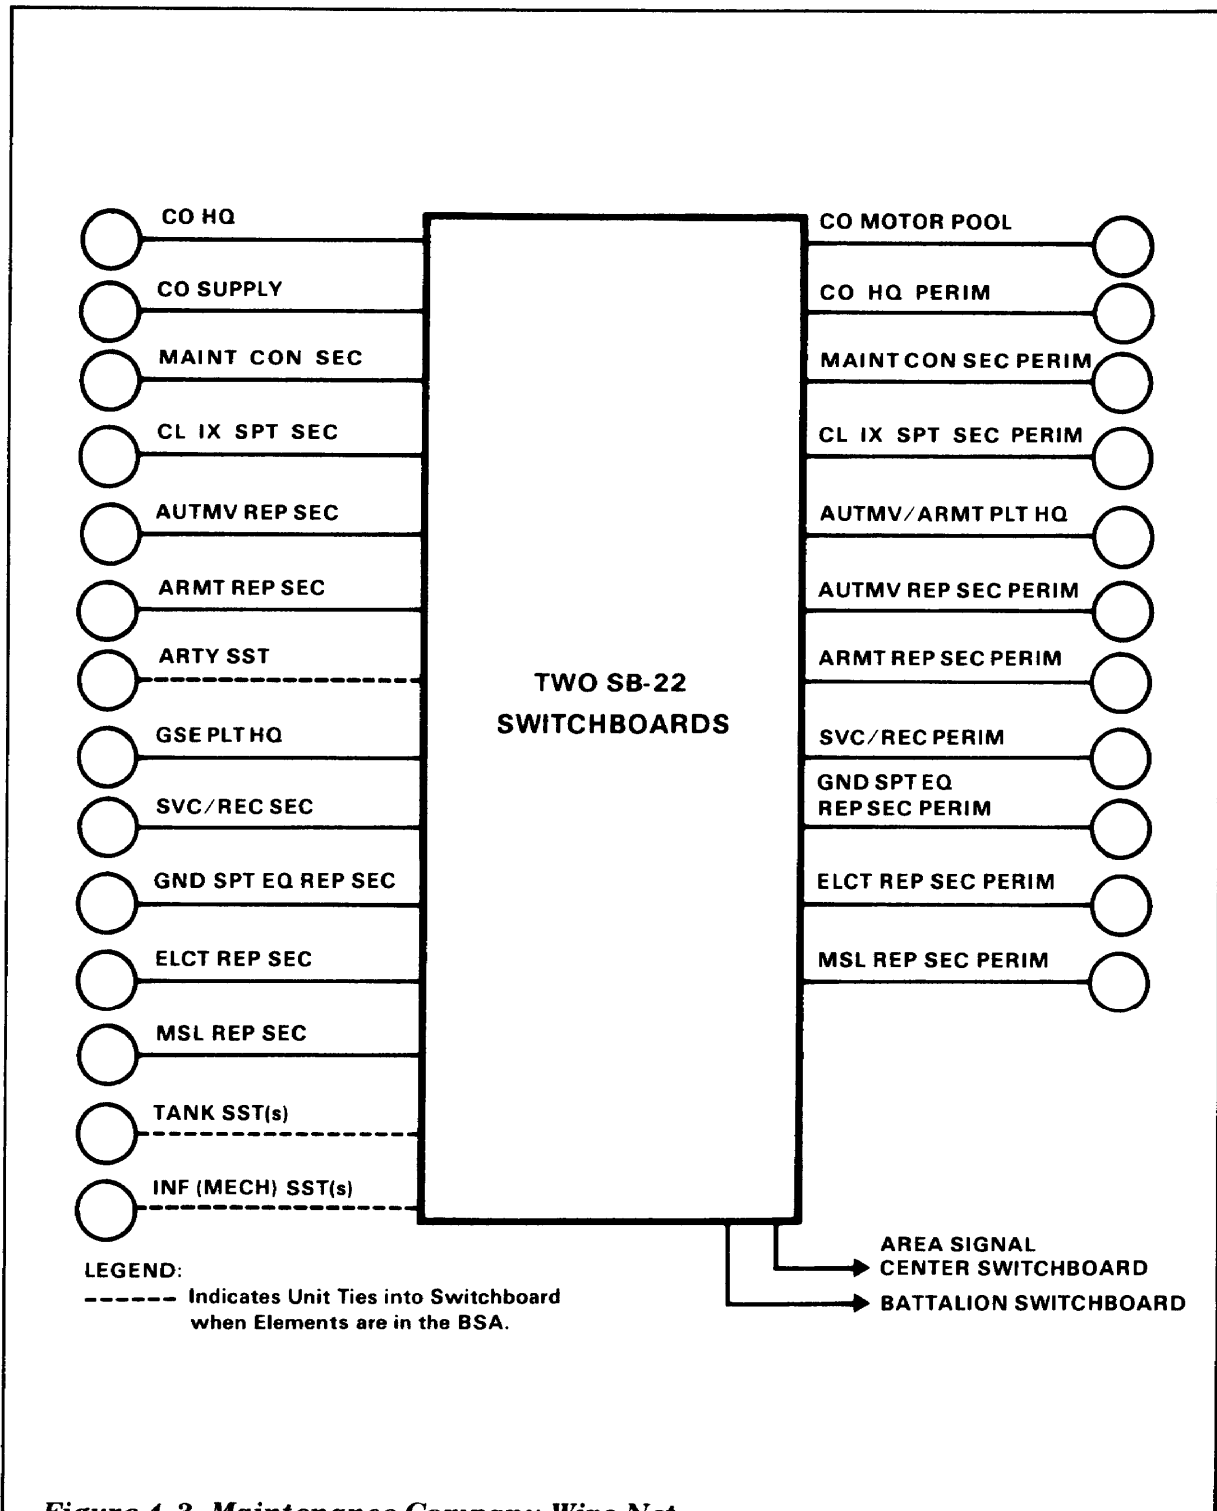 CO HQ
CO SUPPLY
MAINT CON SEC
CL IX SPT SEC
AUTMV REP SEC
ARMT REP SEC
ARTY SST
GSE PLT HQ
SVC/REC SEC
GND SPT EQ REP SEC
ELCT REP SEC
MSL REP SEC
TANK SST(s)
INF (MECH) SST(s)
TWO SB-22
SWITCHBOARDS
CO MOTOR POOL
CO HQ PERIM
MAINT CON SEC PERIM
CL IX SPT SEC PERIM
AUTMV/ARMT PLT HQ
AUTMV REP SEC PERIM
ARMT REP SEC PERIM
SVC/REC PERIM
GND SPT EQ
REP SEC PERIM
ELCT REP SEC PERIM
MSL REP SEC PERIM
AREA SIGNAL
CENTER SWITCHBOARD
BATTALION SWITCHBOARD
LEGEND:
------ Indicates Unit Ties into Switchboard
when Elements are in the BSA.
Maintenance Company Wire Net